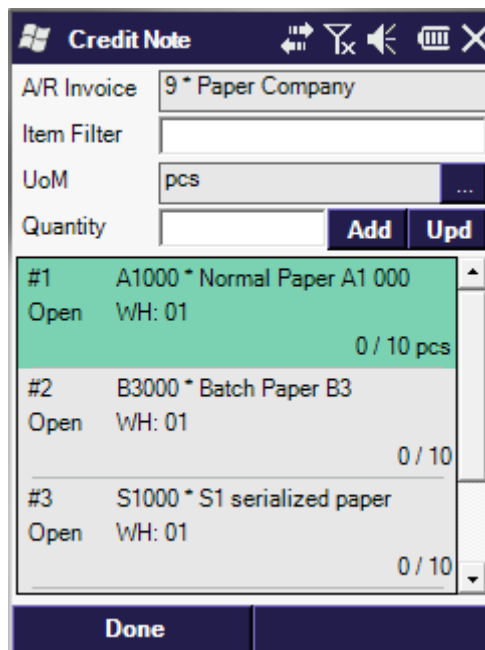 Credit Note
A/R Invoice 9 * Paper Company
Item Filter
UoM pcs ...
Quantity Add Upd
#1 A1000 * Normal Paper A1 000
Open WH: 01
0 / 10 pcs
#2 B3000 * Batch Paper B3
Open WH: 01
0 / 10
#3 S1000 * S1 serialized paper
Open WH: 01
0 / 10
Done